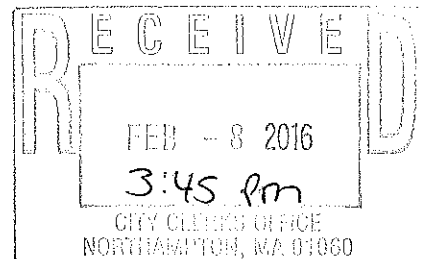 RECEIVED
FEB - 8 2016
3:45 pm
CITY CLERKS OFFICE
NORTHAMPTON, MA 01060